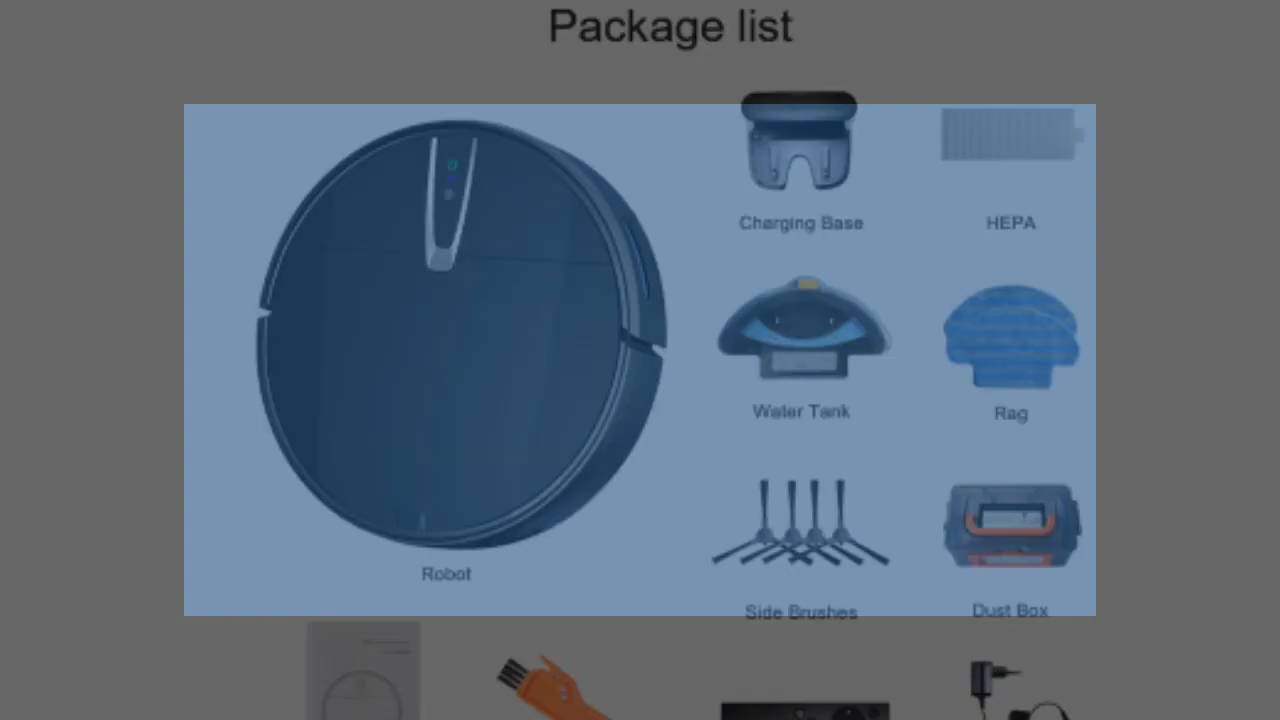 Package list
Charging Base
HEPA
Water Tank
Rag
Robot
Side Brushes
Dust Box